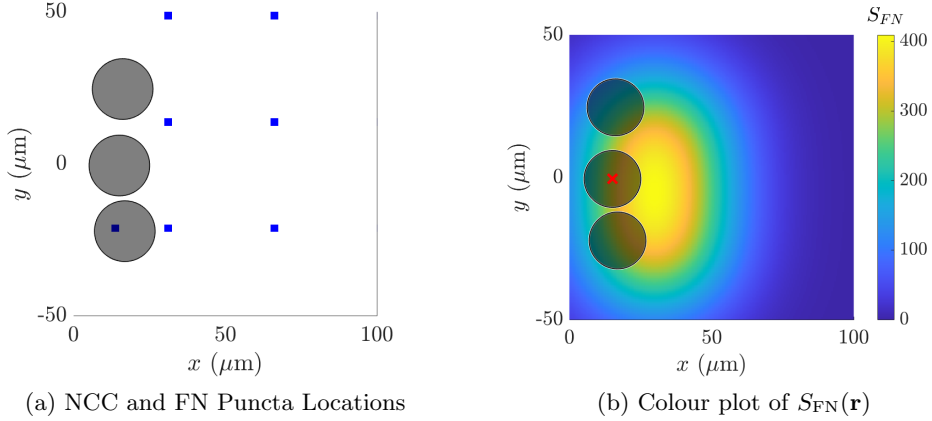 50
0
-50
y (μm)
0
50
100
x (μm)
(a) NCC and FN Puncta Locations
S_FN
50
0
-50
y (μm)
0
50
100
x (μm)
400
300
200
100
0
(b) Colour plot of S_FN(r)